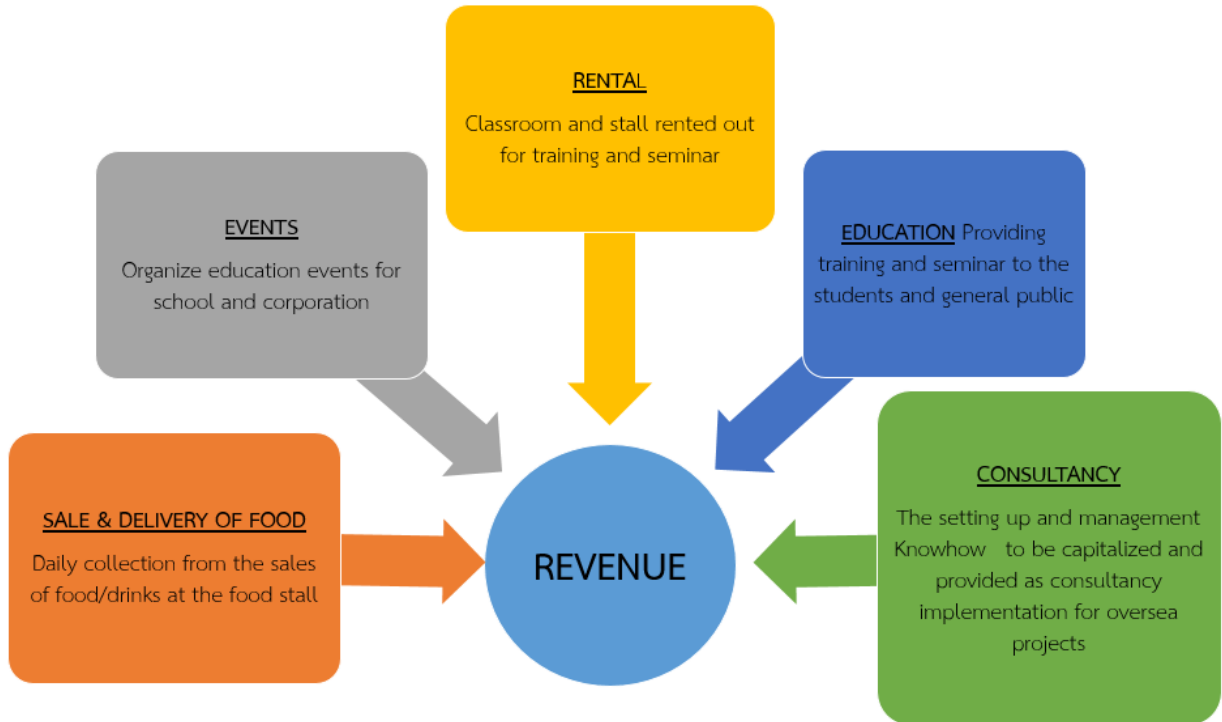 RENTAL
Classroom and stall rented out
for training and seminar
EVENTS
Organize education events for
school and corporation
EDUCATION Providing
training and seminar to the
students and general public
SALE & DELIVERY OF FOOD
Daily collection from the sales
of food/drinks at the food stall
REVENUE
CONSULTANCY
The setting up and management
Knowhow to be capitalized and
provided as consultancy
implementation for oversea
projects